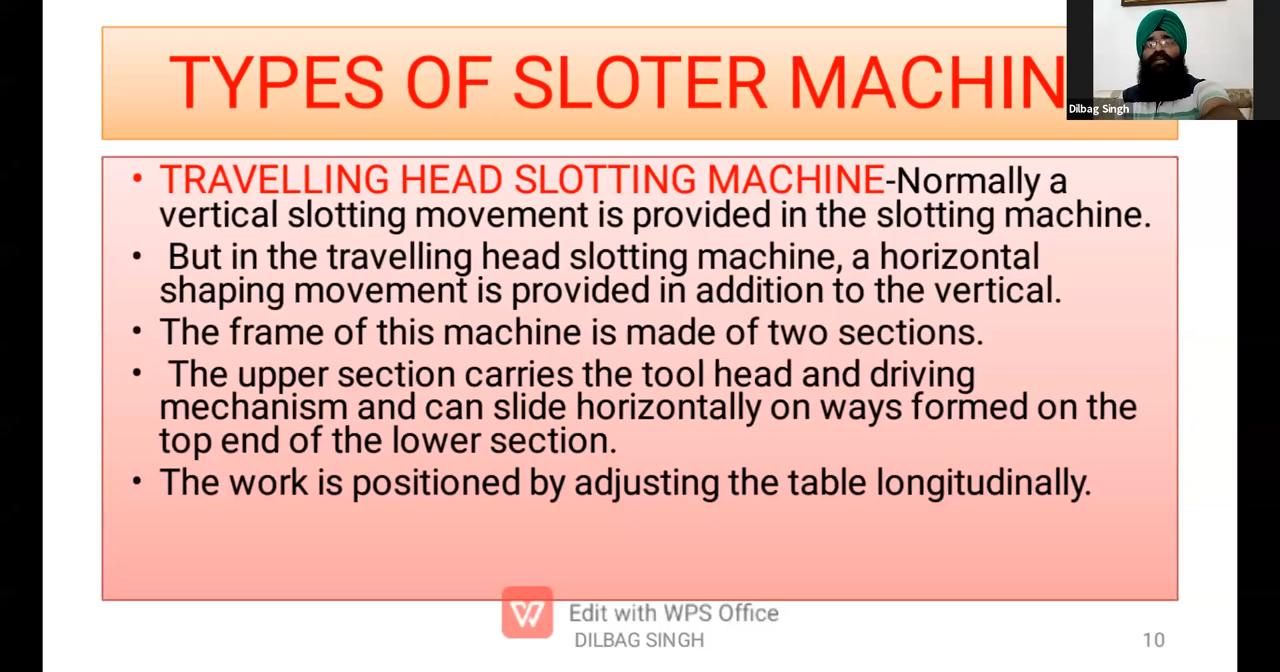 TYPES OF SLOTER MACHIN
Dilbag Singh
• TRAVELLING HEAD SLOTTING MACHINE-Normally a
vertical slotting movement is provided in the slotting machine.
• But in the travelling head slotting machine, a horizontal
shaping movement is provided in addition to the vertical.
• The frame of this machine is made of two sections.
• The upper section carries the tool head and driving
mechanism and can slide horizontally on ways formed on the
top end of the lower section.
• The work is positioned by adjusting the table longitudinally.
Edit with WPS Office
DILBAG SINGH
10